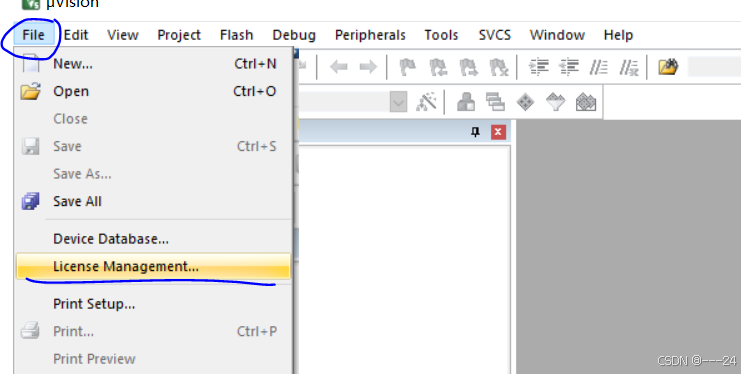 µVision
File Edit View Project Flash Debug Peripherals Tools SVCS Window Help
New... Ctrl+N
Open Ctrl+O
Close
Save Ctrl+S
Save As...
Save All
Device Database...
License Management...
Print Setup...
Print... Ctrl+P
Print Preview
CSDN @---24